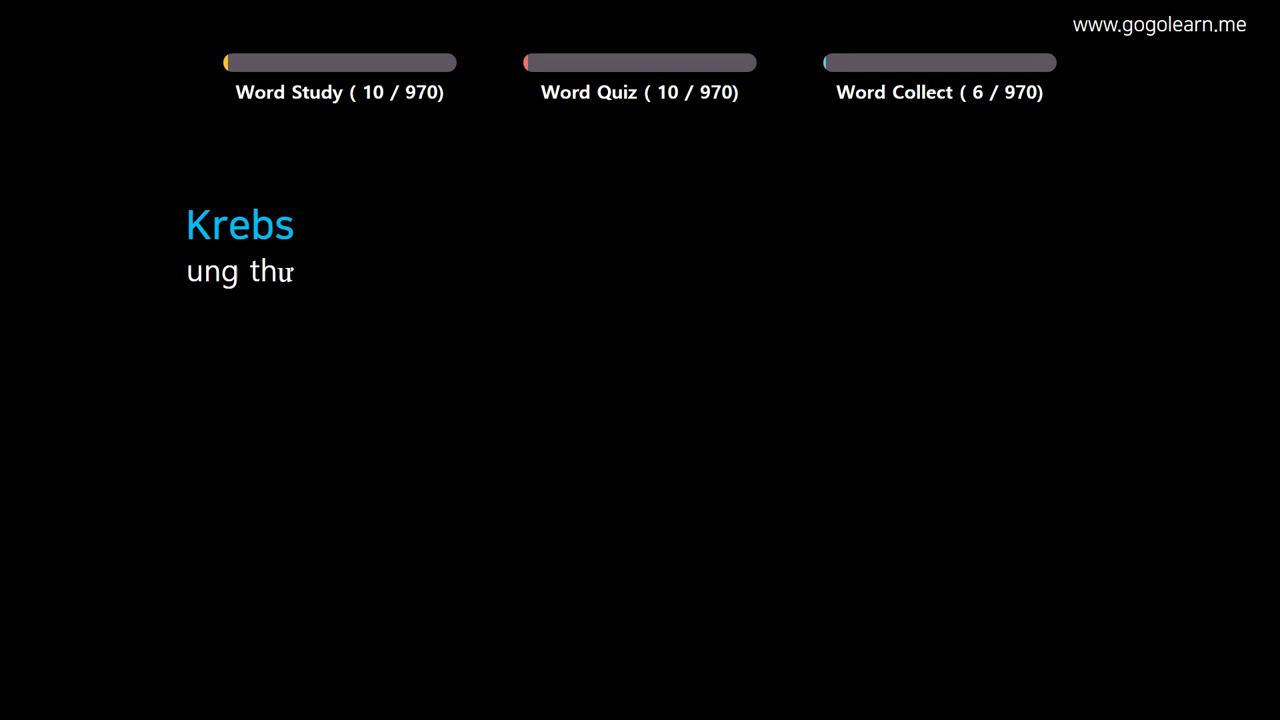 www.gogolearn.me
Word Study ( 10 / 970)
Word Quiz ( 10 / 970)
Word Collect ( 6 / 970)
Krebs
ung thư